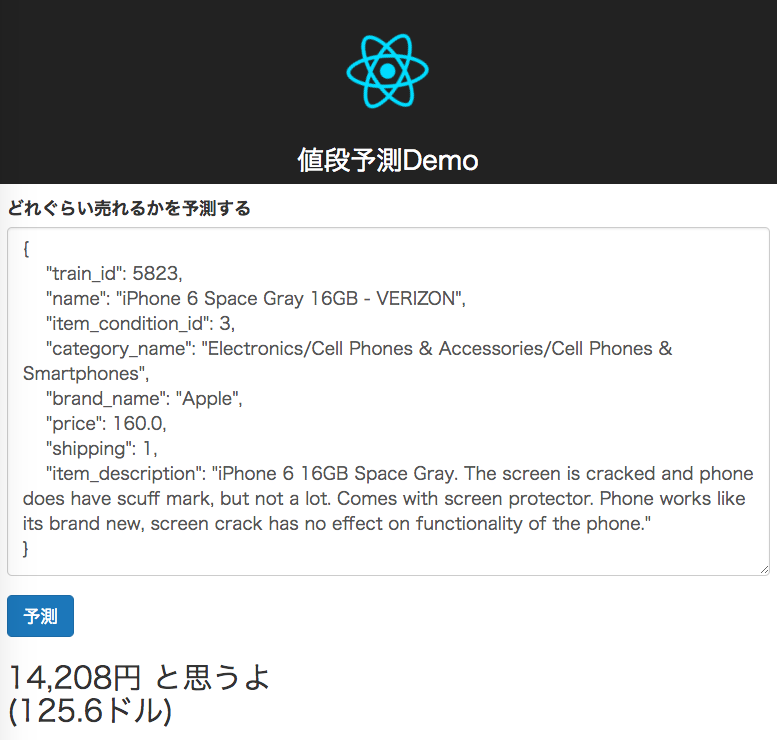 値段予測Demo
どれぐらい売れるかを予測する
{
"train_id": 5823,
"name": "iPhone 6 Space Gray 16GB - VERIZON",
"item_condition_id": 3,
"category_name": "Electronics/Cell Phones & Accessories/Cell Phones &
Smartphones",
"brand_name": "Apple",
"price": 160.0,
"shipping": 1,
"item_description": "iPhone 6 16GB Space Gray. The screen is cracked and phone
does have scuff mark, but not a lot. Comes with screen protector. Phone works like
its brand new, screen crack has no effect on functionality of the phone."
}
予測
14,208円 と思うよ
(125.6ドル)